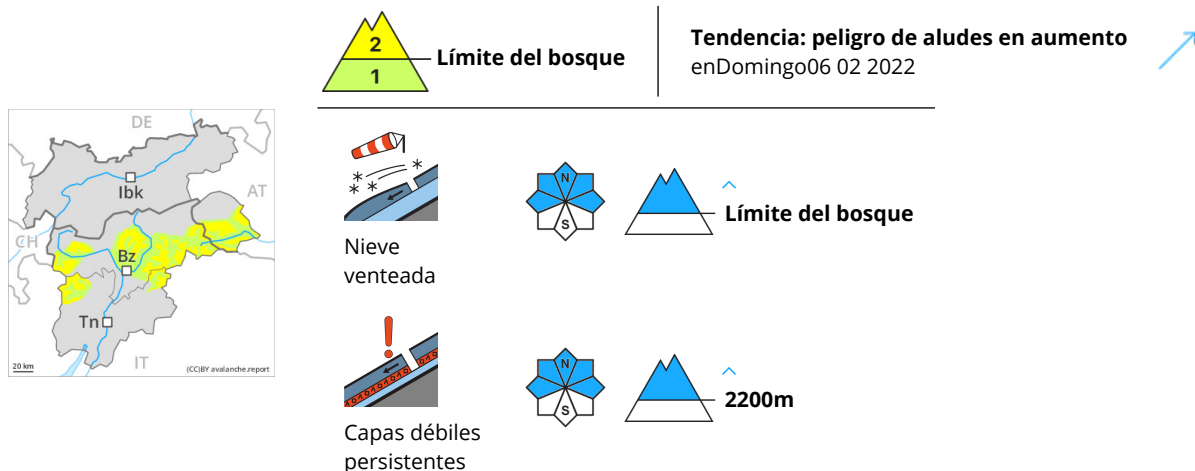 2
1
Límite del bosque
Tendencia: peligro de aludes en aumento
enDomingo06 02 2022
DE
Ibk
AT
CH
Bz
Tn
IT
20 km
(CC)BY avalanche.report
Nieve
venteada
N
S
Límite del bosque
Capas débiles
persistentes
N
S
2200m